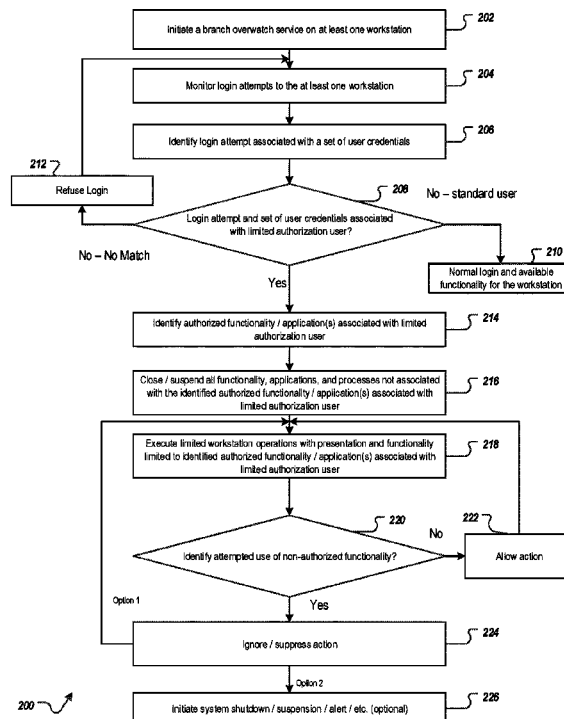 202
Initiate a branch overwatch service on at least one workstation
204
Monitor login attempts to the at least one workstation
206
Identify login attempt associated with a set of user credentials
212
Refuse Login
208
No – standard user
Login attempt and set of user credentials associated
with limited authorization user?
No – No Match
210
Normal login and available
functionality for the workstation
Yes
214
Identify authorized functionality / application(s) associated with limited
authorization user
216
Close / suspend all functionality, applications, and processes not associated
with the identified authorized functionality / application(s) associated with
limited authorization user
218
Execute limited workstation operations with presentation and functionality
limited to identified authorized functionality / application(s) associated with
limited authorization user
220
222
No
Identify attempted use of non-authorized functionality?
Allow action
Option 1
Yes
224
Ignore / suppress action
Option 2
200
226
Initiate system shutdown / suspension / alert / etc. (optional)